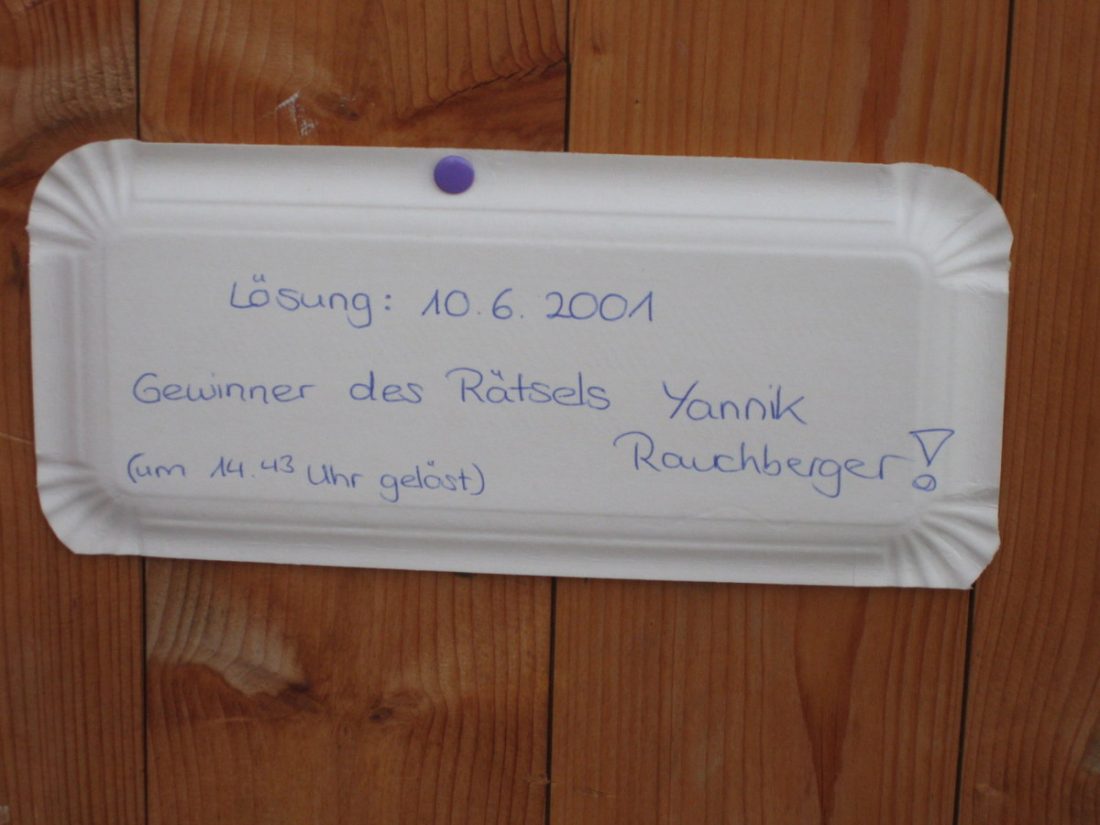 Lösung: 10.6.2001
Gewinner des Rätsels Yannik
Rauchberger!
(um 14.43 Uhr gelöst)